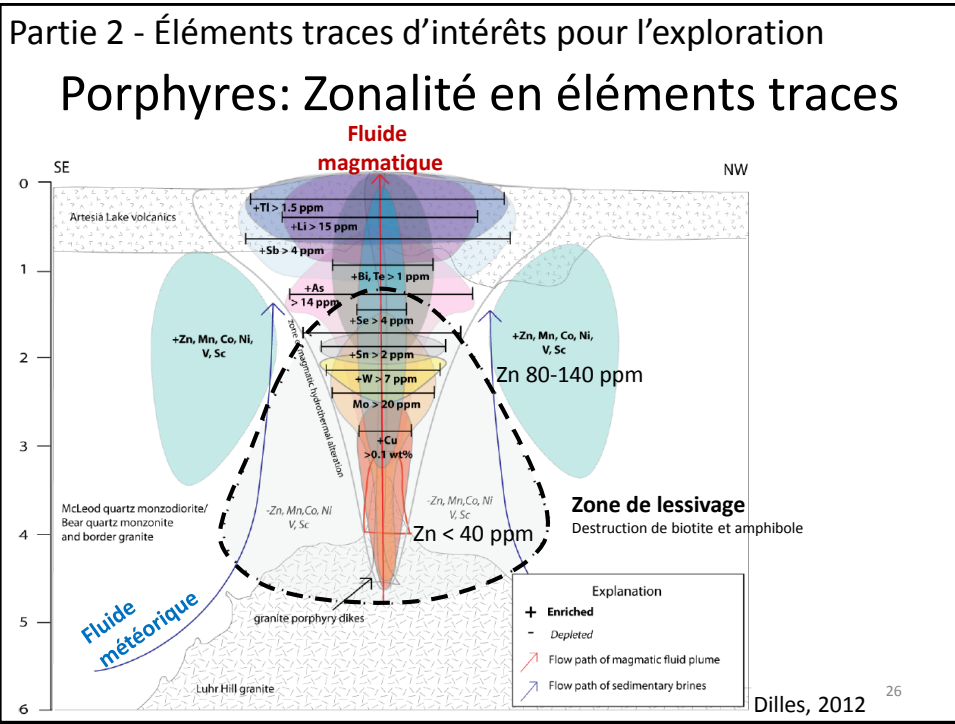 Partie 2 - Éléments traces d’intérêts pour l’exploration
Porphyres: Zonalité en éléments traces
Fluide
magmatique
SE
NW
0
Artesia Lake volcanics
+Tl > 1.5 ppm
+Li > 15 ppm
+Sb > 4 ppm
1
+Bi, Te > 1 ppm
+As
> 14 ppm
+Se > 4 ppm
zone of magmatic hydrothermal alteration
+Zn, Mn, Co, Ni,
V, Sc
+Zn, Mn, Co, Ni,
V, Sc
2
+Sn > 2 ppm
Zn 80-140 ppm
+W > 7 ppm
Mo > 20 ppm
3
+Cu
>0.1 wt%
McLeod quartz monzodiorite/
Bear quartz monzonite
and border granite
-Zn, Mn,Co, Ni
V, Sc
-Zn, Mn,Co, Ni
V, Sc
Zone de lessivage
Destruction de biotite et amphibole
4
Zn < 40 ppm
5
Fluide
météorique
granite porphyry dikes
Luhr Hill granite
6
Explanation
+ Enriched
- Depleted
Flow path of magmatic fluid plume
Flow path of sedimentary brines
Dilles, 2012
26